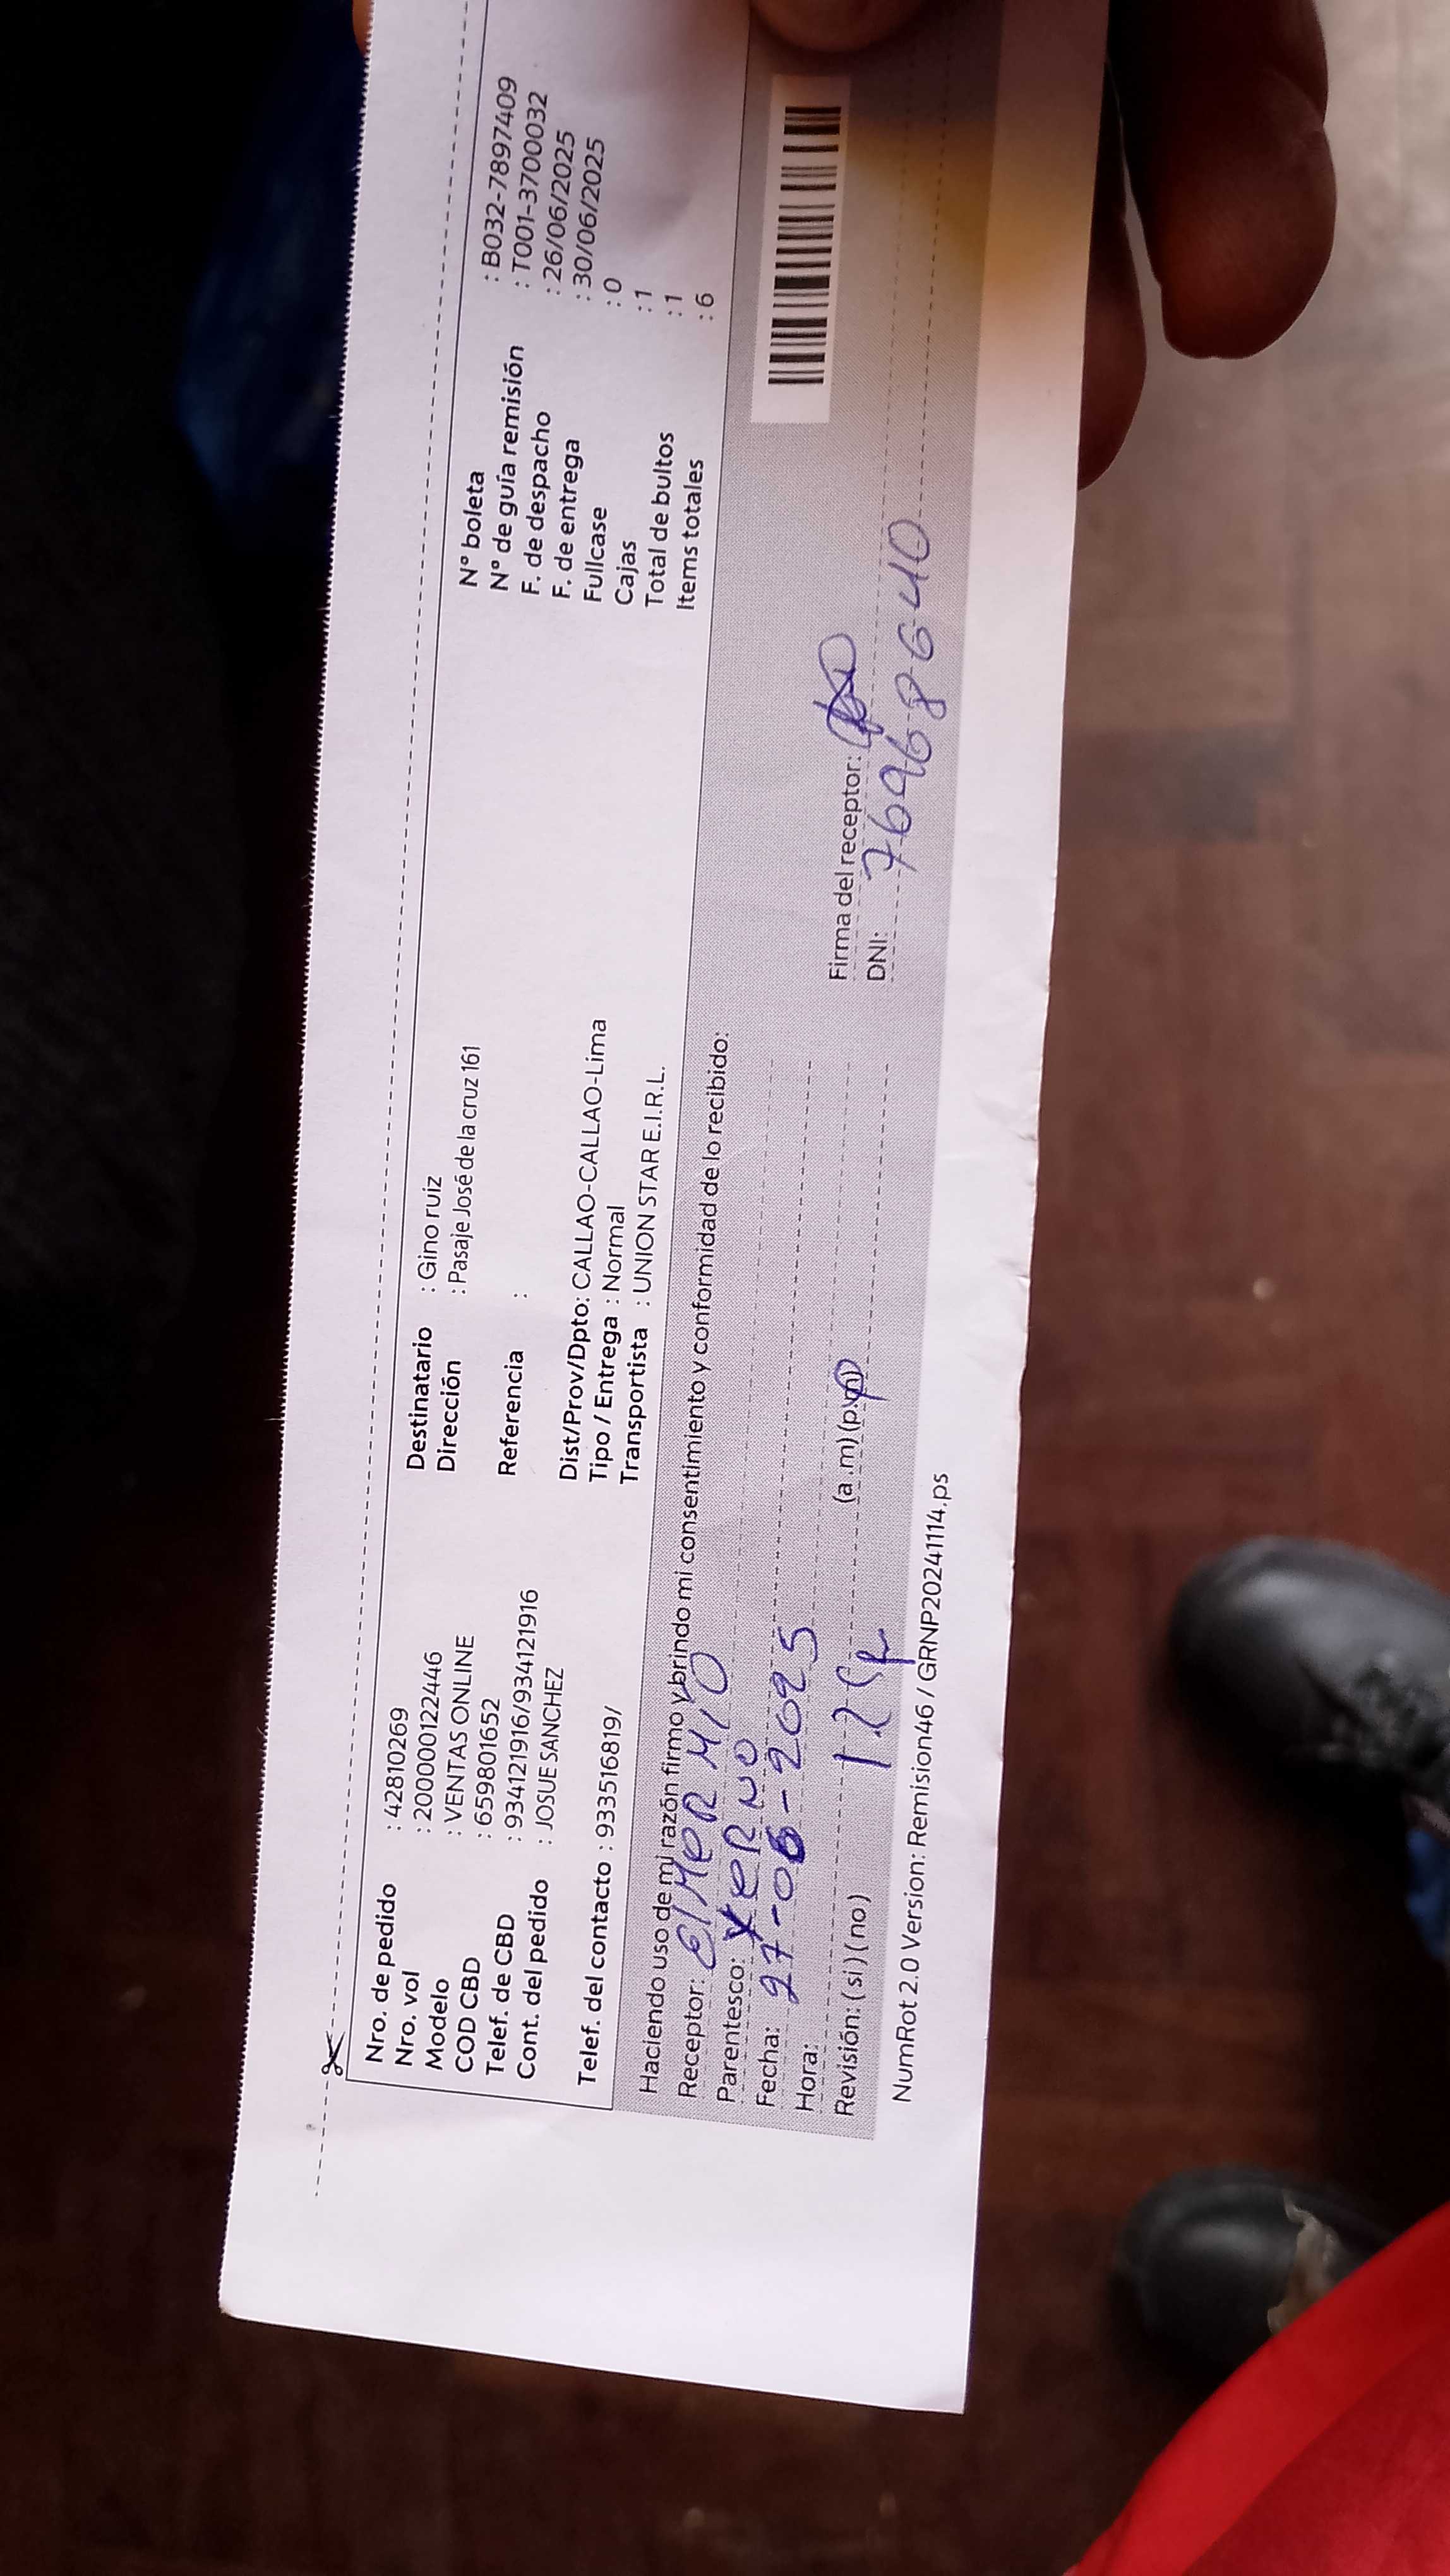 Nro. de pedido : 42810269
Nro. vol : 200000122446
Modelo : VENTAS ONLINE
COD CBD : 659801652
Telef. de CBD : 934121916/934121916
Cont. del pedido : JOSUE SANCHEZ
Telef. del contacto : 933516819/
Destinatario : Gino ruiz
Dirección : Pasaje José de la cruz 161
Referencia :
Dist/Prov/Dpto: CALLAO-CALLAO-Lima
Tipo / Entrega : Normal
Transportista : UNION STAR E.I.R.L.
N° boleta : B032-7897409
N° de guía remisión : T001-3700032
F. de despacho : 26/06/2025
F. de entrega : 30/06/2025
Fullcase : 0
Cajas : 1
Total de bultos : 1
Items totales : 6
Haciendo uso de mi razón firmo y brindo mi consentimiento y conformidad de lo recibido:
Receptor:
Parentesco: YERNO
Fecha: 27-06-2025
Hora: (a.m) (p.m)
Revisión: (si) (no)
Firma del receptor:
DNI: 76968640
NumRot 2.0 Version: Remision46 / GRNP20241114.ps